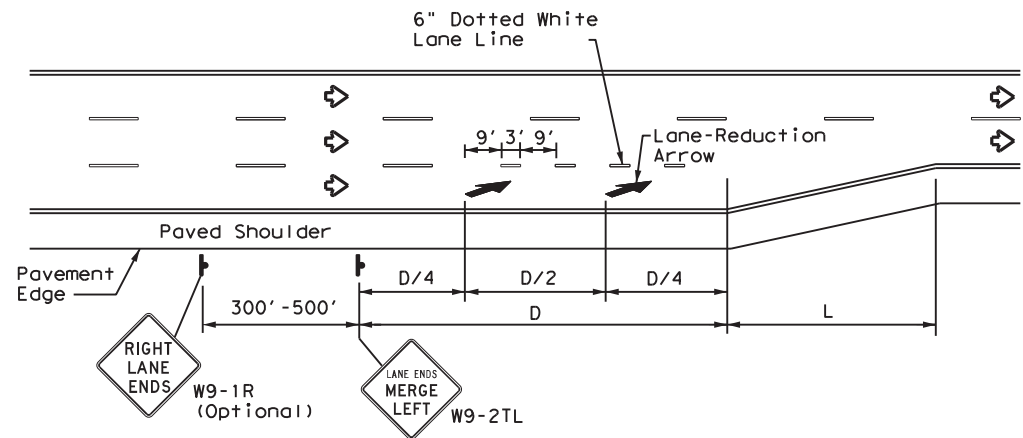 6" Dotted White
Lane Line
9' 3' 9'
Lane-Reduction
Arrow
Paved Shoulder
Pavement
Edge
D/4 D/2 D/4
300'-500' D L
RIGHT
LANE
ENDS
W9-1R
(Optional)
LANE ENDS
MERGE
LEFT
W9-2TL